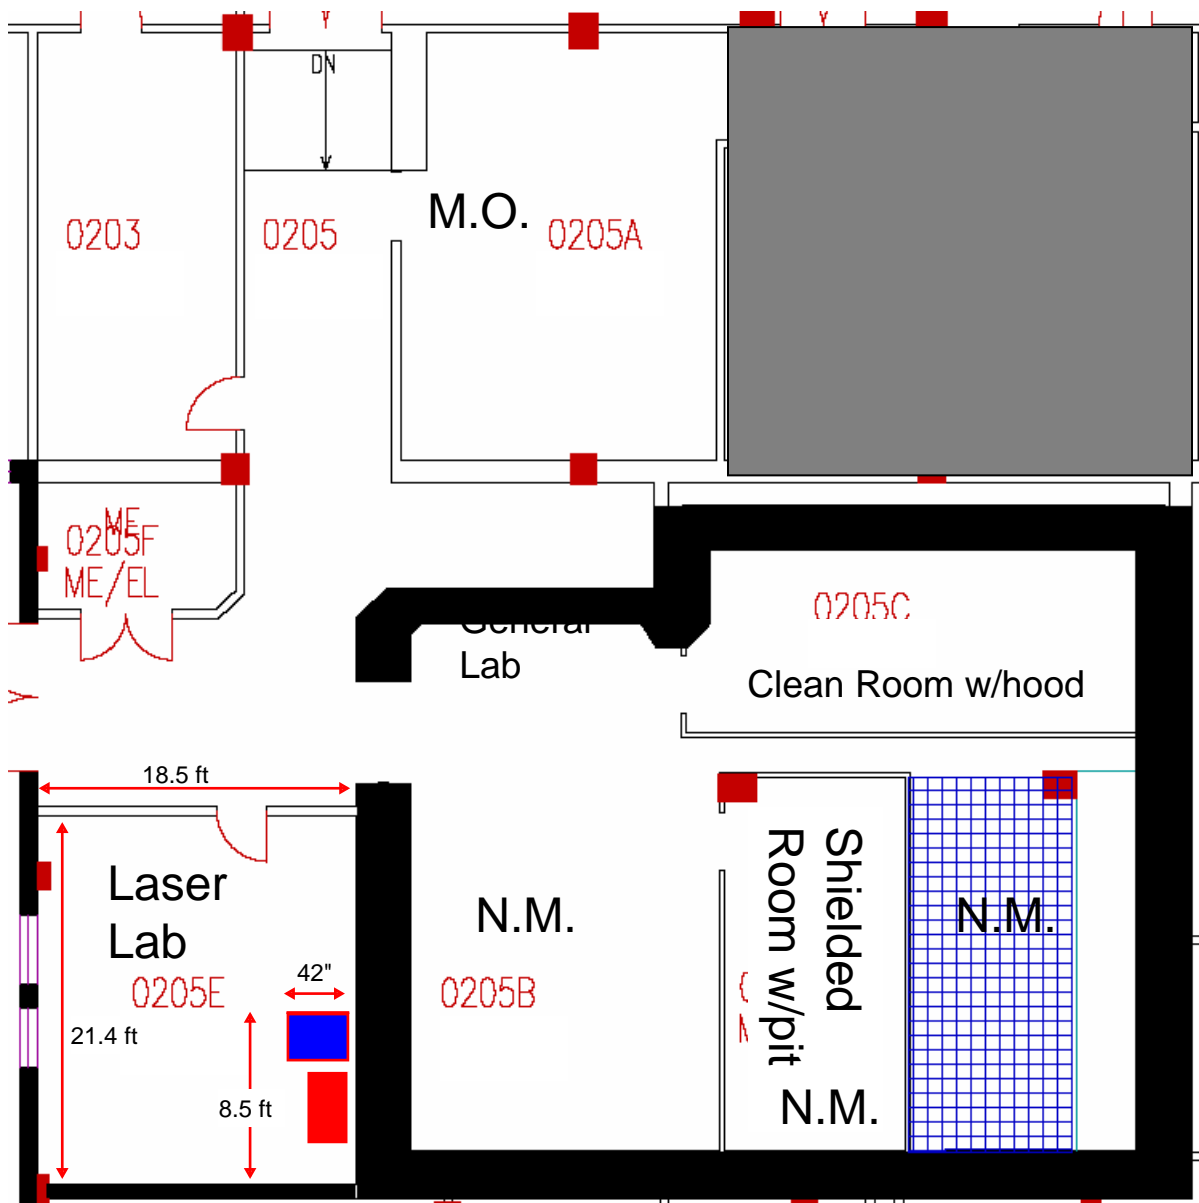 DN
M.O.
0203
0205
0205A
ME
0205F
ME/EL
General
Lab
0205C
Clean Room w/hood
18.5 ft
Laser
Lab
Shielded
Room w/pit
N.M.
N.M.
42"
0205E
0205B
21.4 ft
8.5 ft
N.M.